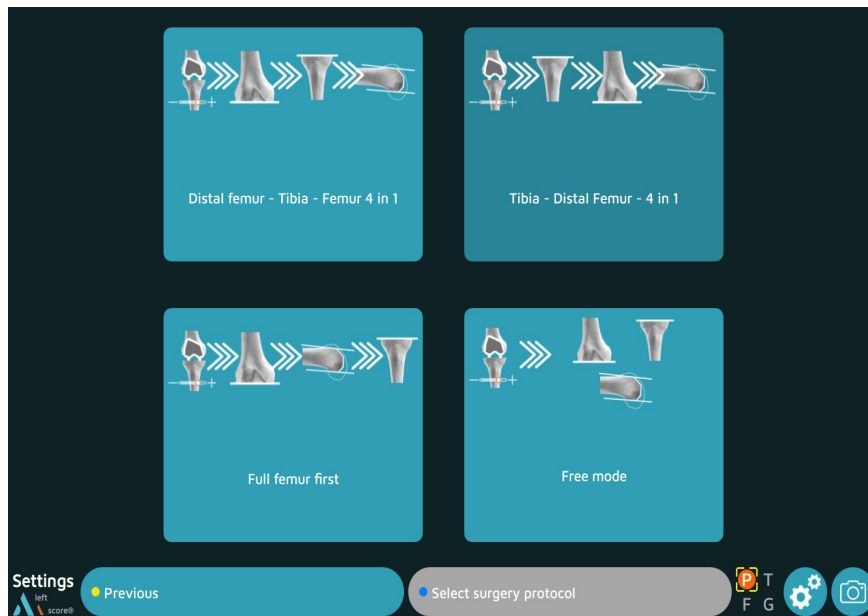 Distal femur - Tibia - Femur 4 in 1
Tibia - Distal Femur - 4 in 1
Full femur first
Free mode
Settings
left
score®
Previous
Select surgery protocol
P T
F G